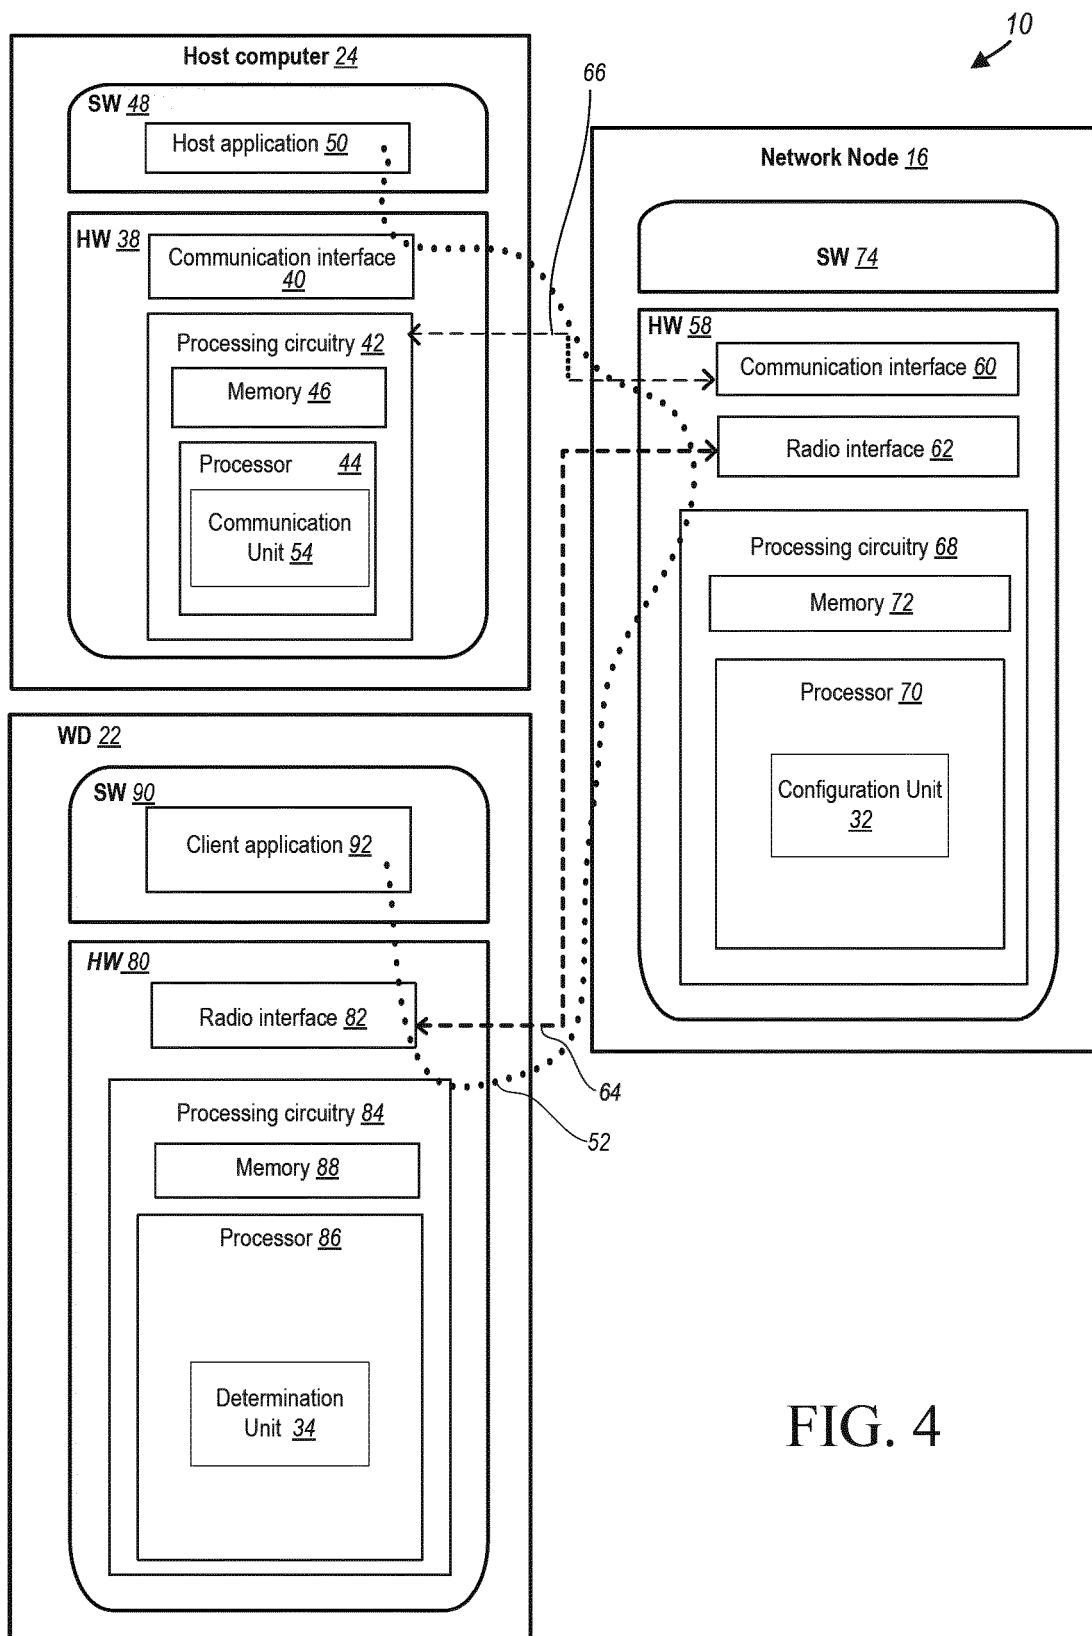 10
Host computer 24
66
SW 48
Host application 50
HW 38
Communication interface
40
Processing circuitry 42
Memory 46
Processor 44
Communication
Unit 54
Network Node 16
SW 74
HW 58
Communication interface 60
Radio interface 62
Processing circuitry 68
Memory 72
Processor 70
Configuration Unit
32
WD 22
SW 90
Client application 92
HW 80
Radio interface 82
64
52
Processing circuitry 84
Memory 88
Processor 86
Determination
Unit 34
FIG. 4